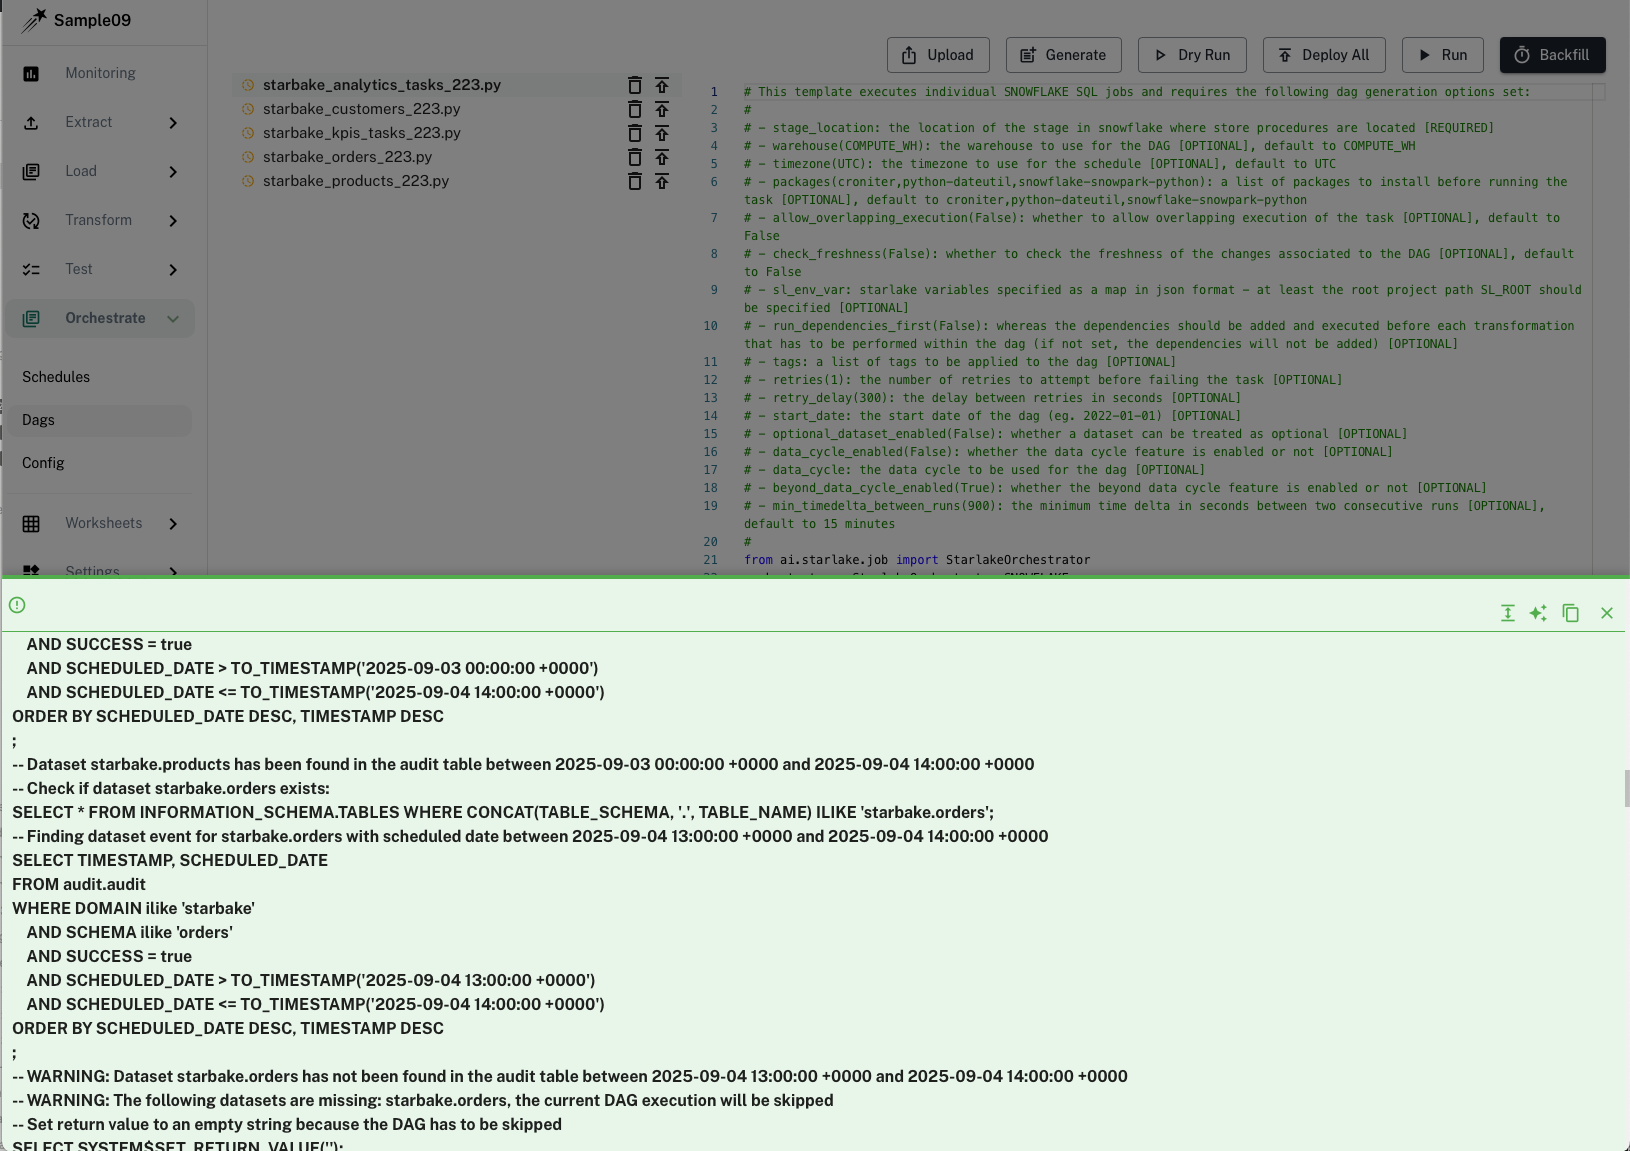 Sample09
Monitoring
Extract
Load
Transform
Test
Orchestrate
Schedules
Dags
Config
Worksheets
Settings
starbake_analytics_tasks_223.py
starbake_customers_223.py
starbake_kpis_tasks_223.py
starbake_orders_223.py
starbake_products_223.py
Upload
Generate
Dry Run
Deploy All
Run
Backfill
1 # This template executes individual SNOWFLAKE SQL jobs and requires the following dag generation options set:
2 #
3 # - stage_location: the location of the stage in snowflake where store procedures are located [REQUIRED]
4 # - warehouse(COMPUTE_WH): the warehouse to use for the DAG [OPTIONAL], default to COMPUTE_WH
5 # - timezone(UTC): the timezone to use for the schedule [OPTIONAL], default to UTC
6 # - packages(croniter,python-dateutil,snowflake-snowpark-python): a list of packages to install before running the
task [OPTIONAL], default to croniter,python-dateutil,snowflake-snowpark-python
7 # - allow_overlapping_execution(False): whether to allow overlapping execution of the task [OPTIONAL], default to
False
8 # - check_freshness(False): whether to check the freshness of the changes associated to the DAG [OPTIONAL], default
to False
9 # - sl_env_var: starlake variables specified as a map in json format - at least the root project path SL_ROOT should
be specified [OPTIONAL]
10 # - run_dependencies_first(False): whereas the dependencies should be added and executed before each transformation
that has to be performed within the dag (if not set, the dependencies will not be added) [OPTIONAL]
11 # - tags: a list of tags to be applied to the dag [OPTIONAL]
12 # - retries(1): the number of retries to attempt before failing the task [OPTIONAL]
13 # - retry_delay(300): the delay between retries in seconds [OPTIONAL]
14 # - start_date: the start date of the dag (eg. 2022-01-01) [OPTIONAL]
15 # - optional_dataset_enabled(False): whether a dataset can be treated as optional [OPTIONAL]
16 # - data_cycle_enabled(False): whether the data cycle feature is enabled or not [OPTIONAL]
17 # - data_cycle: the data cycle to be used for the dag [OPTIONAL]
18 # - beyond_data_cycle_enabled(True): whether the beyond data cycle feature is enabled or not [OPTIONAL]
19 # - min_timedelta_between_runs(900): the minimum time delta in seconds between two consecutive runs [OPTIONAL],
default to 15 minutes
20 #
21 from ai.starlake.job import StarlakeOrchestrator
AND SUCCESS = true
AND SCHEDULED_DATE > TO_TIMESTAMP('2025-09-03 00:00:00 +0000')
AND SCHEDULED_DATE <= TO_TIMESTAMP('2025-09-04 14:00:00 +0000')
ORDER BY SCHEDULED_DATE DESC, TIMESTAMP DESC
;
-- Dataset starbake.products has been found in the audit table between 2025-09-03 00:00:00 +0000 and 2025-09-04 14:00:00 +0000
-- Check if dataset starbake.orders exists:
SELECT * FROM INFORMATION_SCHEMA.TABLES WHERE CONCAT(TABLE_SCHEMA, '.', TABLE_NAME) ILIKE 'starbake.orders';
-- Finding dataset event for starbake.orders with scheduled date between 2025-09-04 13:00:00 +0000 and 2025-09-04 14:00:00 +0000
SELECT TIMESTAMP, SCHEDULED_DATE
FROM audit.audit
WHERE DOMAIN ilike 'starbake'
AND SCHEMA ilike 'orders'
AND SUCCESS = true
AND SCHEDULED_DATE > TO_TIMESTAMP('2025-09-04 13:00:00 +0000')
AND SCHEDULED_DATE <= TO_TIMESTAMP('2025-09-04 14:00:00 +0000')
ORDER BY SCHEDULED_DATE DESC, TIMESTAMP DESC
;
-- WARNING: Dataset starbake.orders has not been found in the audit table between 2025-09-04 13:00:00 +0000 and 2025-09-04 14:00:00 +0000
-- WARNING: The following datasets are missing: starbake.orders, the current DAG execution will be skipped
-- Set return value to an empty string because the DAG has to be skipped
SELECT SYSTEM$SET_RETURN_VALUE('');